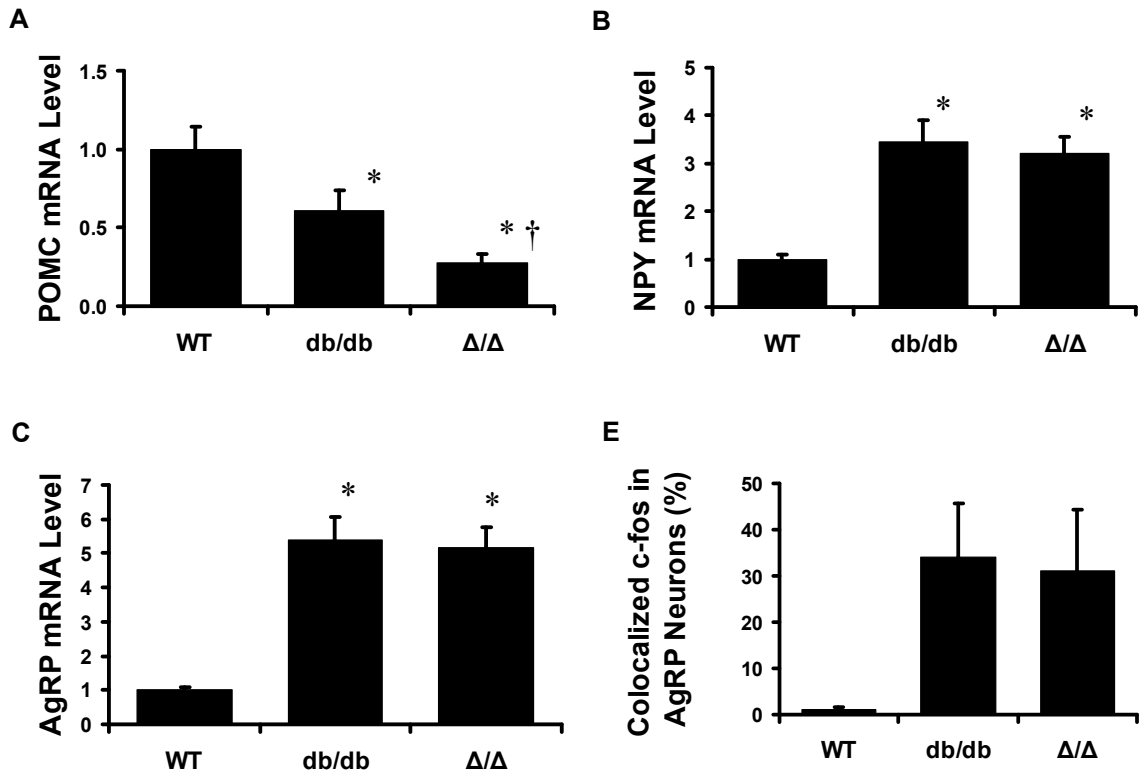 A
POMC mRNA Level
1.5
1.0
0.5
0.0
*
* †
WT db/db Δ/Δ
B
NPY mRNA Level
5
4
3
2
1
0
*
*
WT db/db Δ/Δ
C
AgRP mRNA Level
7
6
5
4
3
2
1
0
*
*
WT db/db Δ/Δ
E
Colocalized c-fos in
AgRP Neurons (%)
50
40
30
20
10
0
WT db/db Δ/Δ